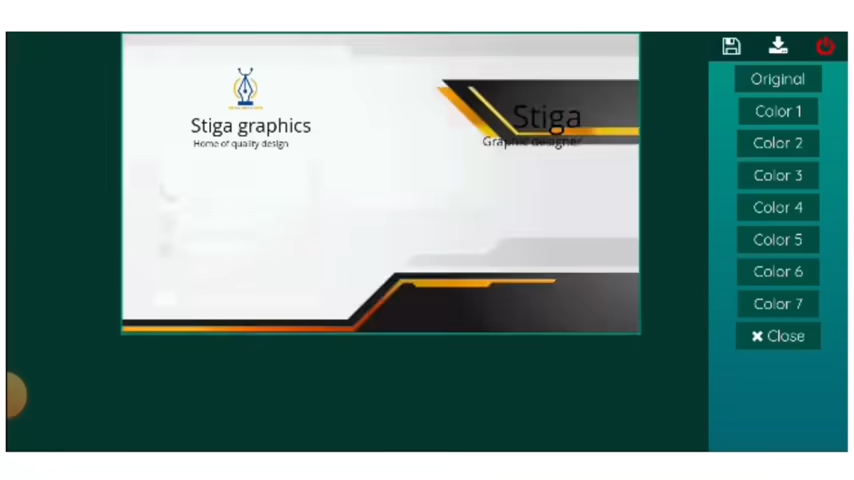 Stiga graphics
Home of quality design
Stiga
Graphic designer
Original
Color 1
Color 2
Color 3
Color 4
Color 5
Color 6
Color 7
✖ Close